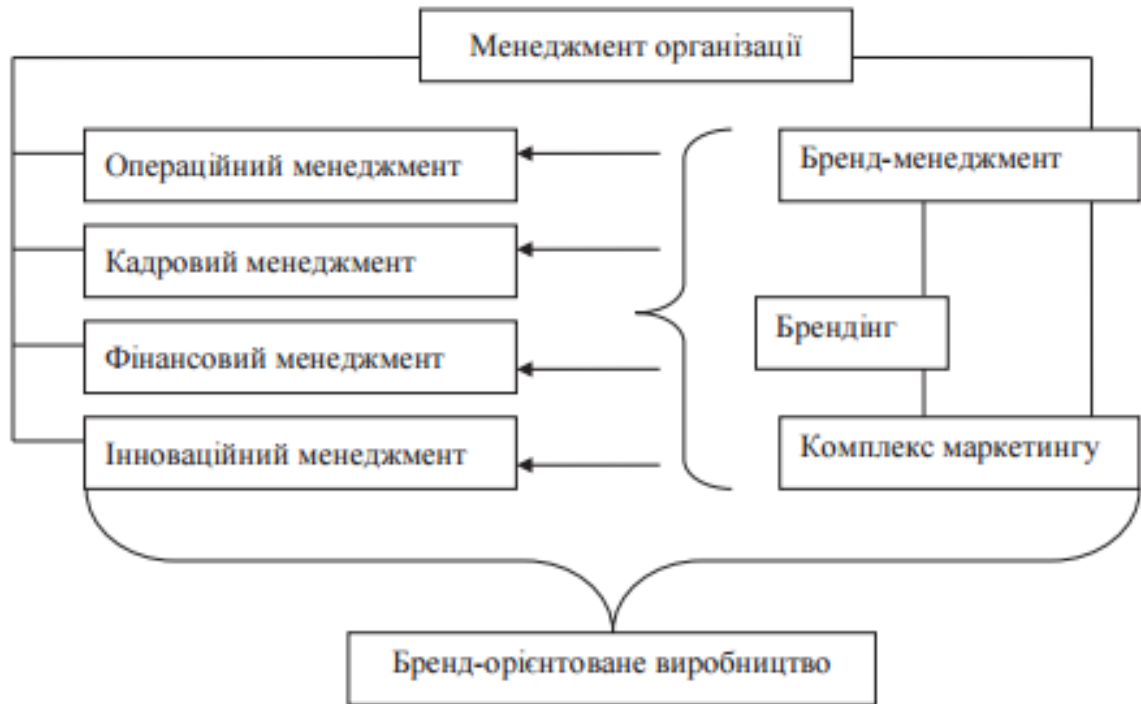 Менеджмент організації
Операційний менеджмент
Бренд-менеджмент
Кадровий менеджмент
Брендінг
Фінансовий менеджмент
Інноваційний менеджмент
Комплекс маркетингу
Бренд-орієнтоване виробництво